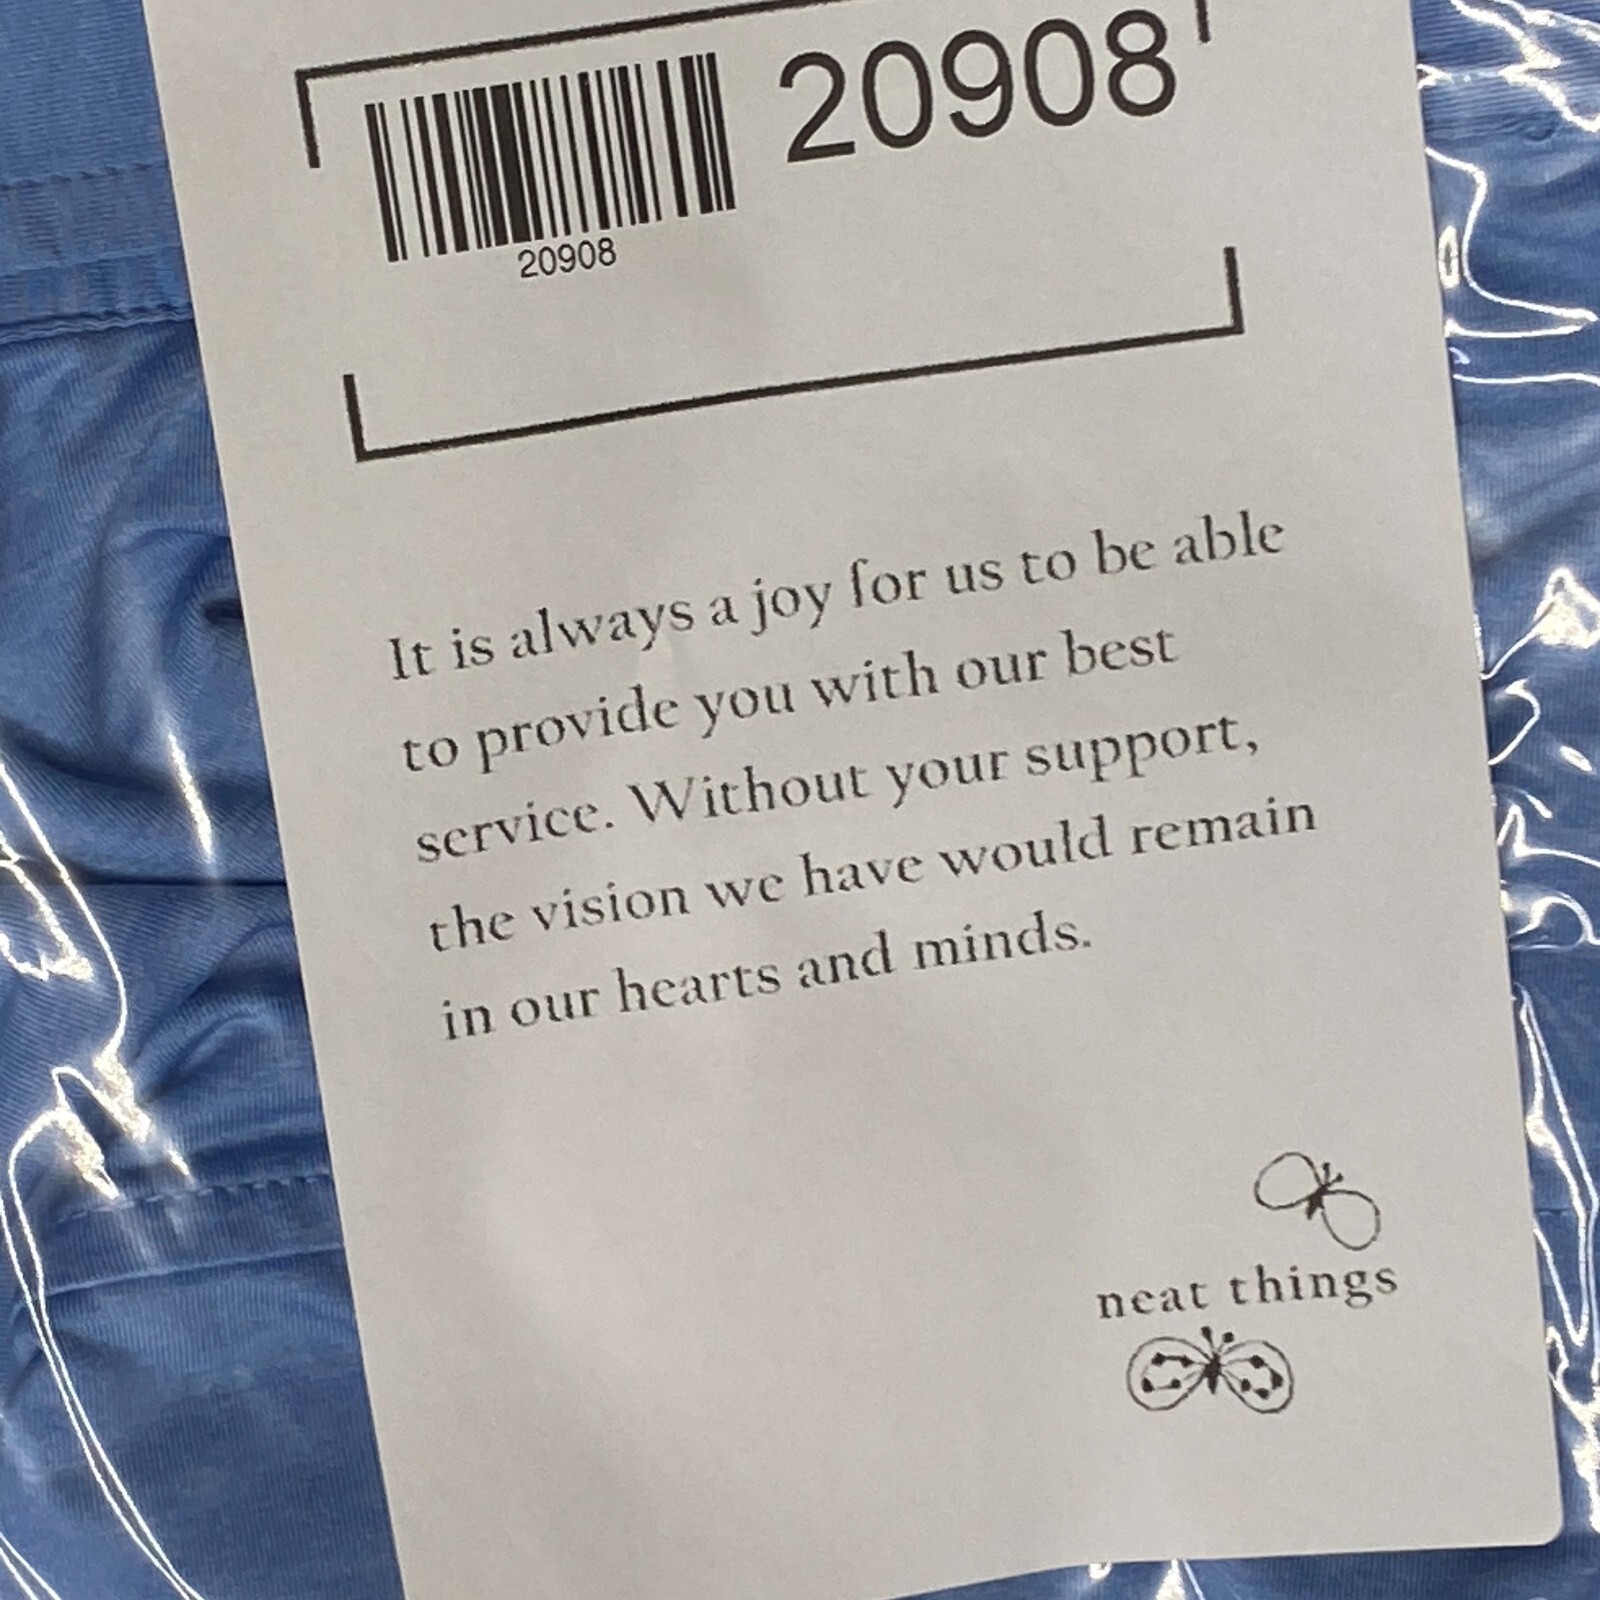 20908
20908
It is always a joy for us to be able
to provide you with our best
service. Without your support,
the vision we have would remain
in our hearts and minds.
neat things